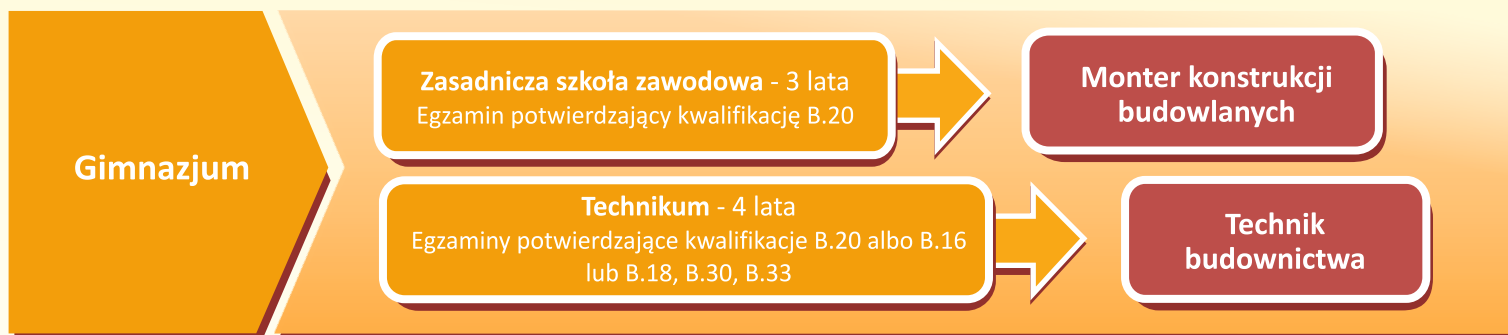 Gimnazjum
Zasadnicza szkoła zawodowa - 3 lata
Egzamin potwierdzający kwalifikację B.20
Monter konstrukcji
budowlanych
Technikum - 4 lata
Egzaminy potwierdzające kwalifikacje B.20 albo B.16
lub B.18, B.30, B.33
Technik
budownictwa